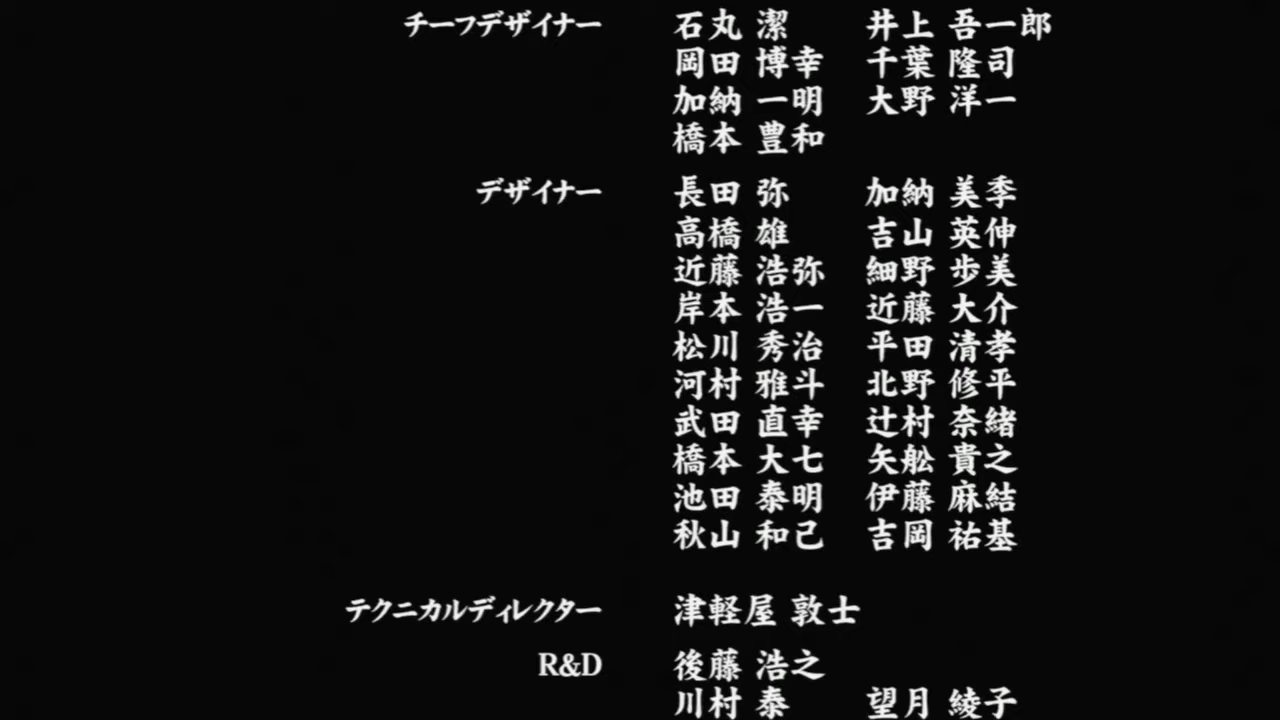 チーフデザイナー 石丸 潔 井上 吾一郎
岡田 博幸 千葉 隆司
加納 一明 大野 洋一
橋本 豊和
デザイナー 長田 弥 加納 美季
高橋 雄 吉山 英伸
近藤 浩弥 細野 歩美
岸本 浩一 近藤 大介
松川 秀治 平田 清孝
河村 雅斗 北野 修平
武田 直幸 辻村 奈緒
橋本 大七 矢舩 貴之
池田 泰明 伊藤 麻結
秋山 和己 吉岡 祐基
テクニカルディレクター 津軽屋 敦士
R&D 後藤 浩之
川村 泰 望月 綾子